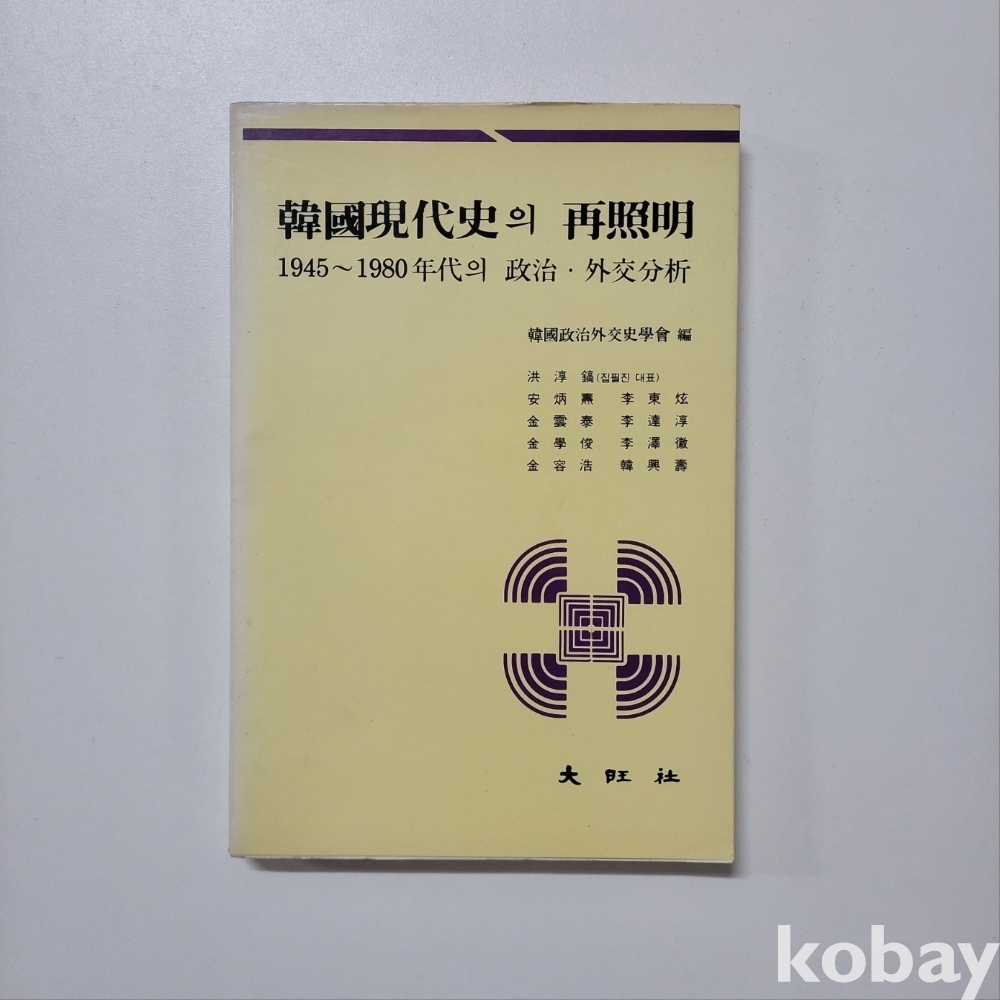 韓國現代史의 再照明
1945～1980年代의 政治·外交分析
韓國政治外交史學會 編
洪淳鎬(집필진 대표)
安炳熹 李東炫
金雲泰 李達淳
金學俊 李澤徽
金容浩 韓興壽
大旺社
kobay